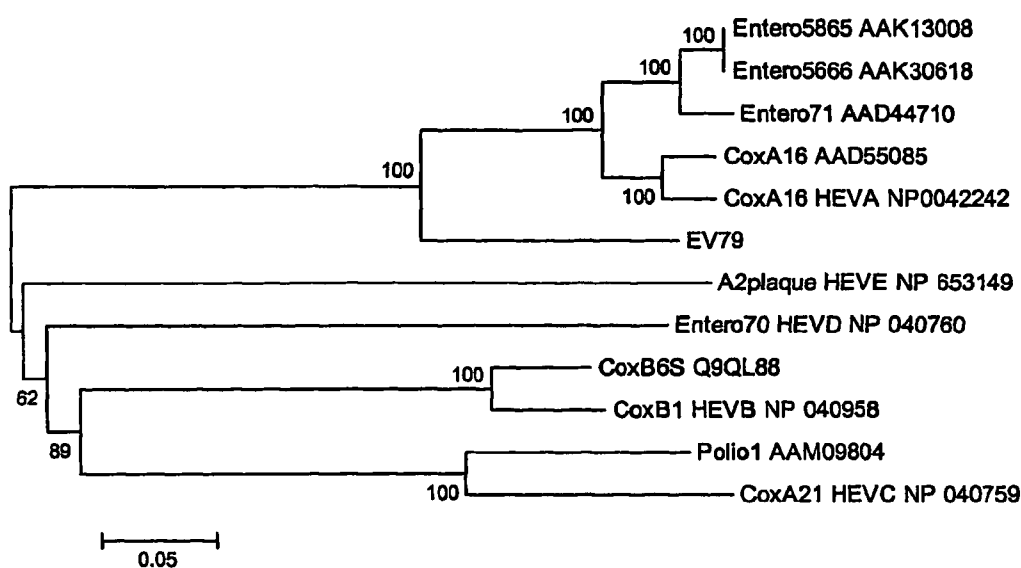 100
Entero5865 AAK13008
100
Entero5666 AAK30618
100
Entero71 AAD44710
CoxA16 AAD55085
100
100
CoxA16 HEVA NP0042242
EV79
A2plaque HEVE NP 653149
Entero70 HEVD NP 040760
62
100
CoxB6S Q9QL88
CoxB1 HEVB NP 040958
89
Polio1 AAM09804
100
CoxA21 HEVC NP 040759
0.05